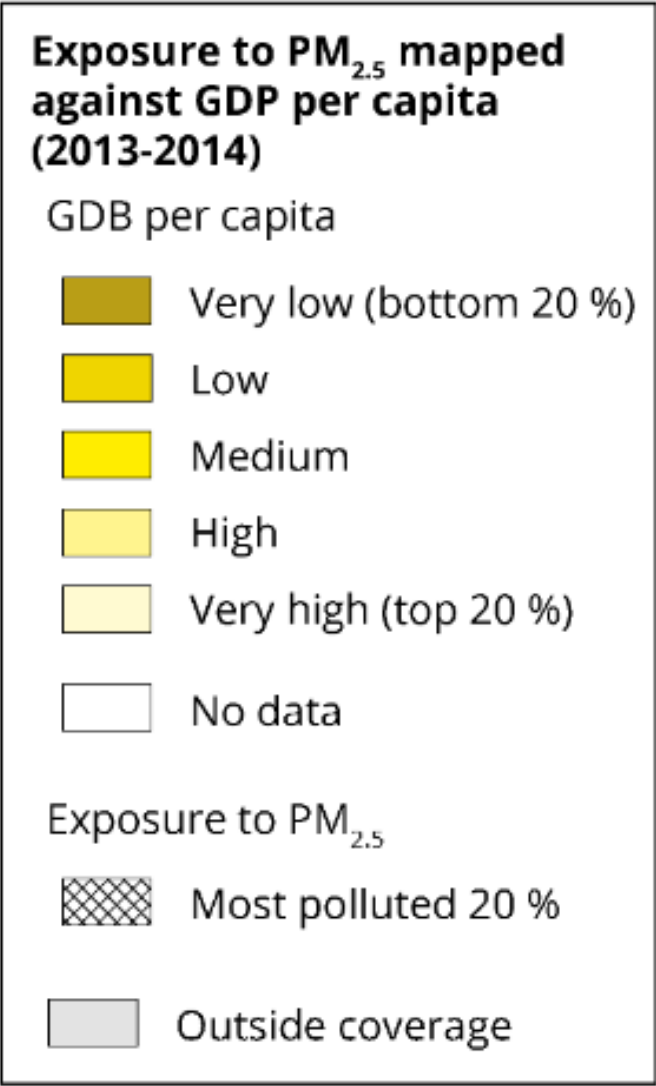 Exposure to PM2.5 mapped
against GDP per capita
(2013-2014)
GDB per capita
Very low (bottom 20 %)
Low
Medium
High
Very high (top 20 %)
No data
Exposure to PM2.5
Most polluted 20 %
Outside coverage